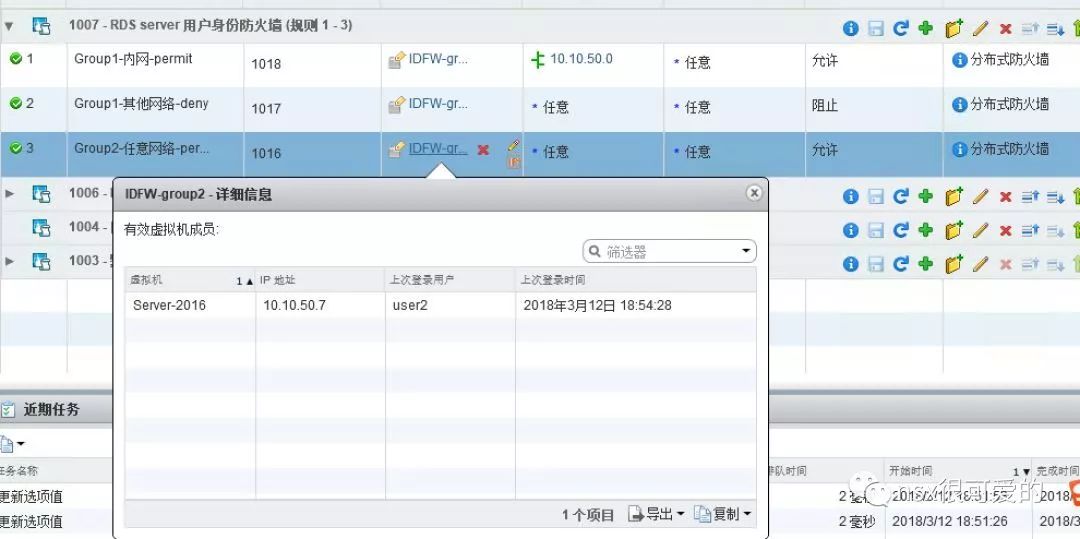 1007 - RDS server 用户身份防火墙 (规则 1 - 3)
1 Group1-内网-permit 1018 IDFW-gr... 10.10.50.0 * 任意 允许 分布式防火墙
2 Group1-其他网络-deny 1017 IDFW-gr... * 任意 * 任意 阻止 分布式防火墙
3 Group2-任意网络-per... 1016 IDFW-gr... * 任意 * 任意 允许 分布式防火墙
1006 -
1004 -
1003 -
IDFW-group2 - 详细信息
有效虚拟机成员:
筛选器
虚拟机 1 IP 地址 上次登录用户 上次登录时间
Server-2016 10.10.50.7 user2 2018年3月12日 18:54:28
1 个项目 导出 复制
近期任务
任务名称 排队时间 开始时间 1 完成时间
更新选项值 2 毫秒 2018/3/12 18:51:5 2018/
更新选项值 2 毫秒 2018/3/12 18:51:26 2018/3
nsx很可爱的